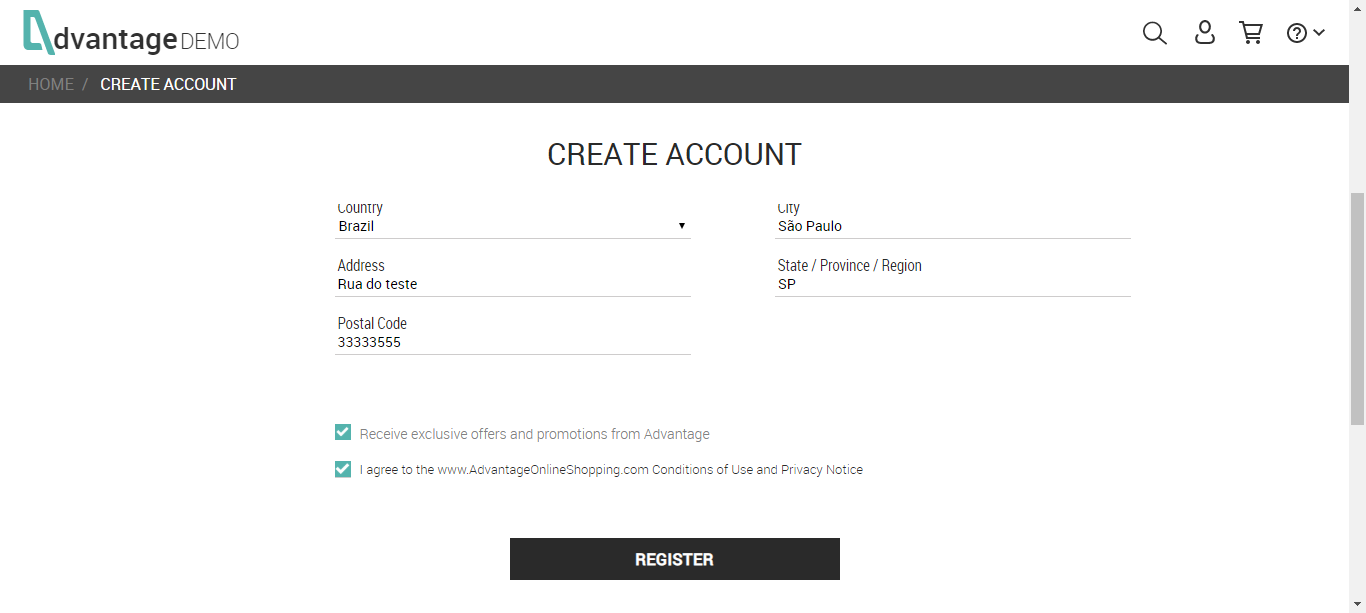 dvantage DEMO
HOME / CREATE ACCOUNT
CREATE ACCOUNT
Country City
Brazil São Paulo
Address State / Province / Region
Rua do teste SP
Postal Code
33333555
Receive exclusive offers and promotions from Advantage
I agree to the www.AdvantageOnlineShopping.com Conditions of Use and Privacy Notice
REGISTER